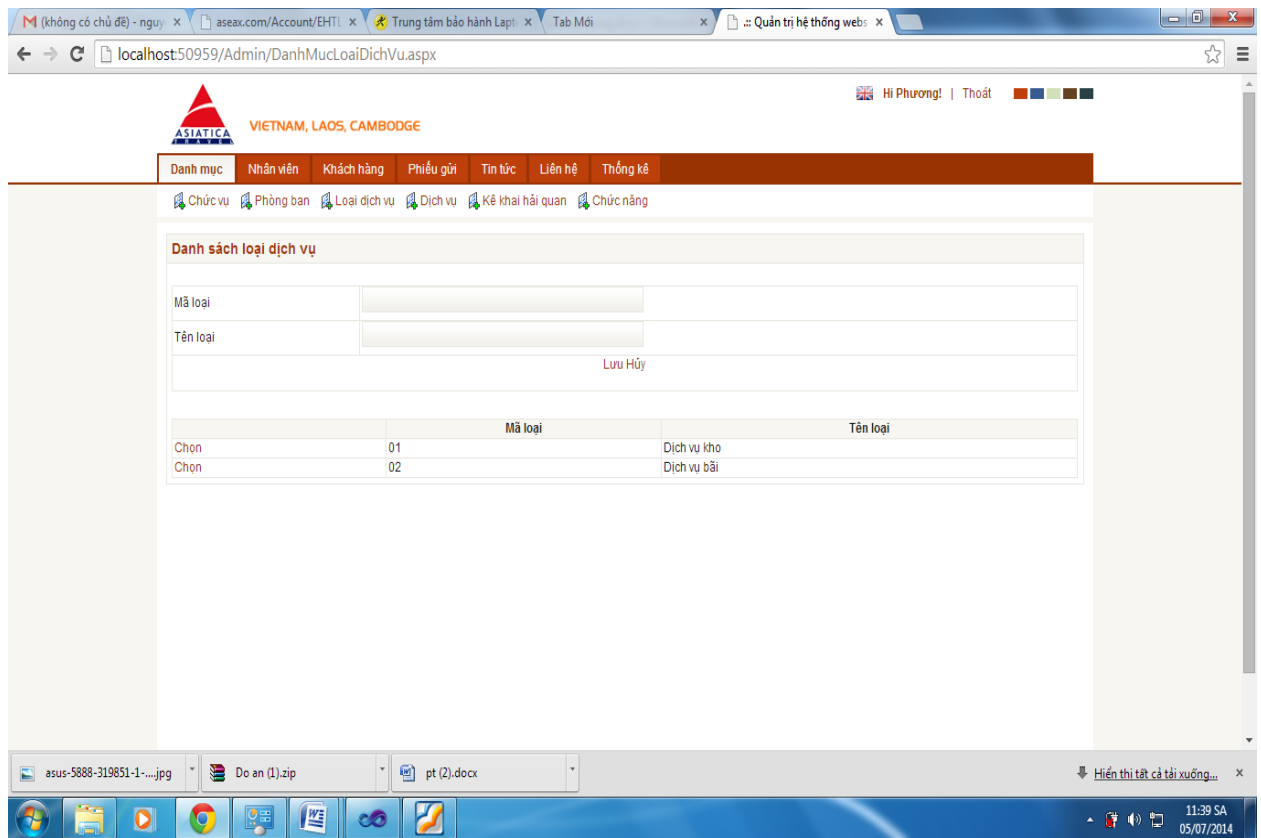 (không có chủ đề) - nguy
aseax.com/Account/EHTL
Trung tâm bảo hành Lapt
Tab Mới
.:: Quản trị hệ thống webs
localhost:50959/Admin/DanhMucLoaiDichVu.aspx
Hi Phương! | Thoát
ASIATICA
TRAVEL
VIETNAM, LAOS, CAMBODGE
Danh mục Nhân viên Khách hàng Phiếu gửi Tin tức Liên hệ Thống kê
Chức vụ Phòng ban Loại dịch vụ Dịch vụ Kê khai hải quan Chức năng
Danh sách loại dịch vụ
Mã loại
Tên loại
Lưu Hủy
Mã loại Tên loại
Chọn 01 Dịch vụ kho
Chọn 02 Dịch vụ bãi
asus-5888-319851-1-....jpg
Do an (1).zip
pt (2).docx
Hiển thị tất cả tải xuống...
11:39 SA
05/07/2014